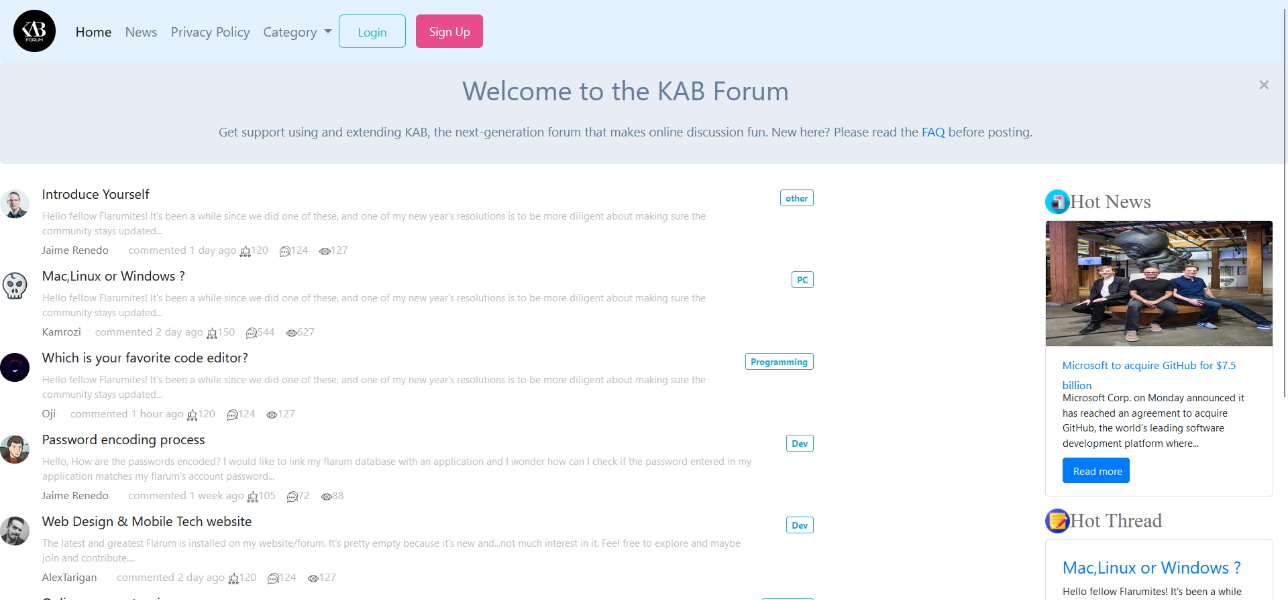 KAB
FORUM
Home News Privacy Policy Category Login Sign Up
Welcome to the KAB Forum
×
Get support using and extending KAB, the next-generation forum that makes online discussion fun. New here? Please read the FAQ before posting.
Introduce Yourself
other
Hello fellow Flarumites! It's been a while since we did one of these, and one of my new year's resolutions is to be more diligent about making sure the
community stays updated...
Jaime Renedo commented 1 day ago 120 124 127
Mac,Linux or Windows ?
PC
Hello fellow Flarumites! It's been a while since we did one of these, and one of my new year's resolutions is to be more diligent about making sure the
community stays updated...
Kamrozi commented 2 day ago 150 544 627
Which is your favorite code editor?
Programming
Hello fellow Flarumites! It's been a while since we did one of these, and one of my new year's resolutions is to be more diligent about making sure the
community stays updated...
Oji commented 1 hour ago 120 124 127
Password encoding process
Dev
Hello, How are the passwords encoded? I would like to link my flarum database with an application and I wonder how can I check if the password entered in my
application matches my flarum's account password...
Jaime Renedo commented 1 week ago 105 72 88
Web Design & Mobile Tech website
Dev
The latest and greatest Flarum is installed on my website/forum. It's pretty empty because it's new and...not much interest in it. Feel free to explore and maybe
join and contribute....
AlexTarigan commented 2 day ago 120 124 127
Hot News
Microsoft to acquire GitHub for $7.5
billion
Microsoft Corp. on Monday announced it
has reached an agreement to acquire
GitHub, the world's leading software
development platform where...
Read more
Hot Thread
Mac,Linux or Windows ?
Hello fellow Flarumites! It's been a while